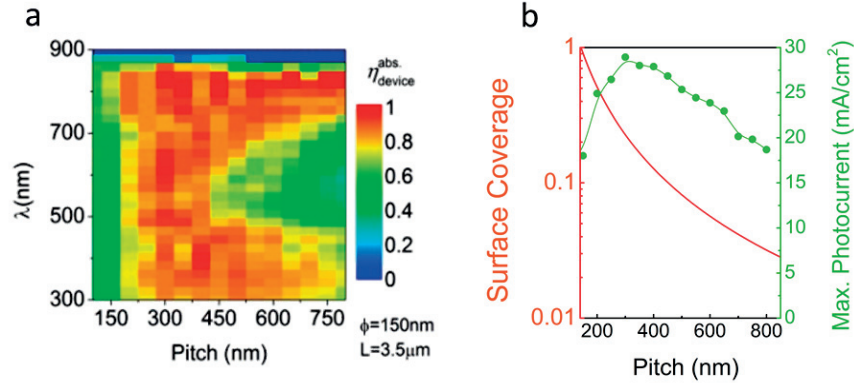 a
900
700
500
300
λ(nm)
150 300 450 600 750
Pitch (nm)
η abs. device
1
0.8
0.6
0.4
0.2
0
ϕ=150nm
L=3.5μm
b
1
0.1
0.01
Surface Coverage
200 400 600 800
Pitch (nm)
30
25
20
15
10
5
0
Max. Photocurrent (mA/cm²)